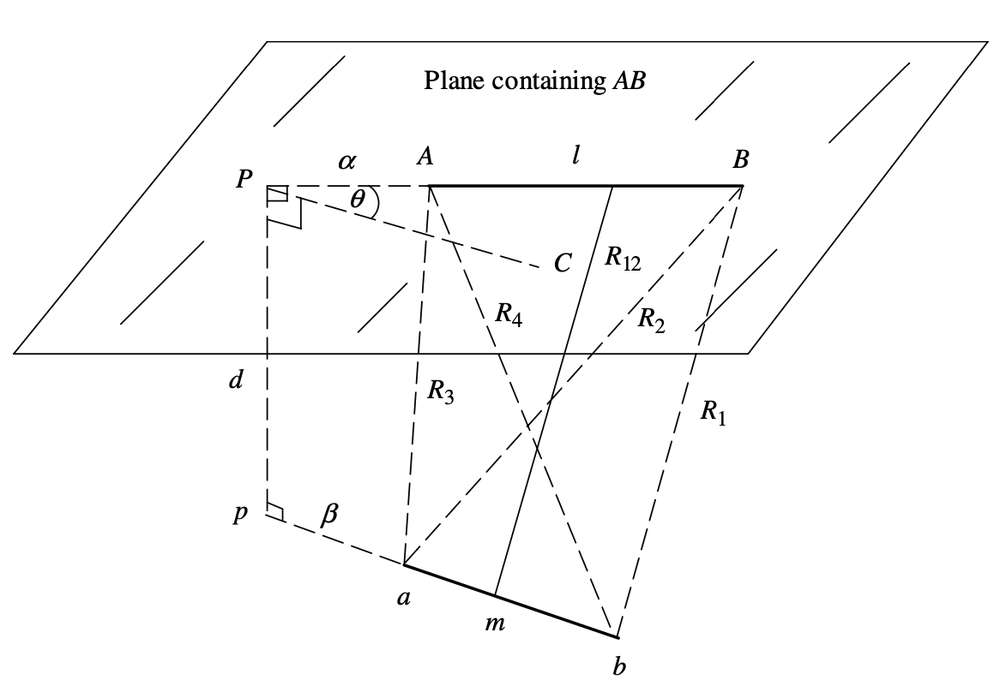 Plane containing AB
α
A
l
B
P
θ
C
R12
R4
R2
d
R3
R1
p
β
a
m
b